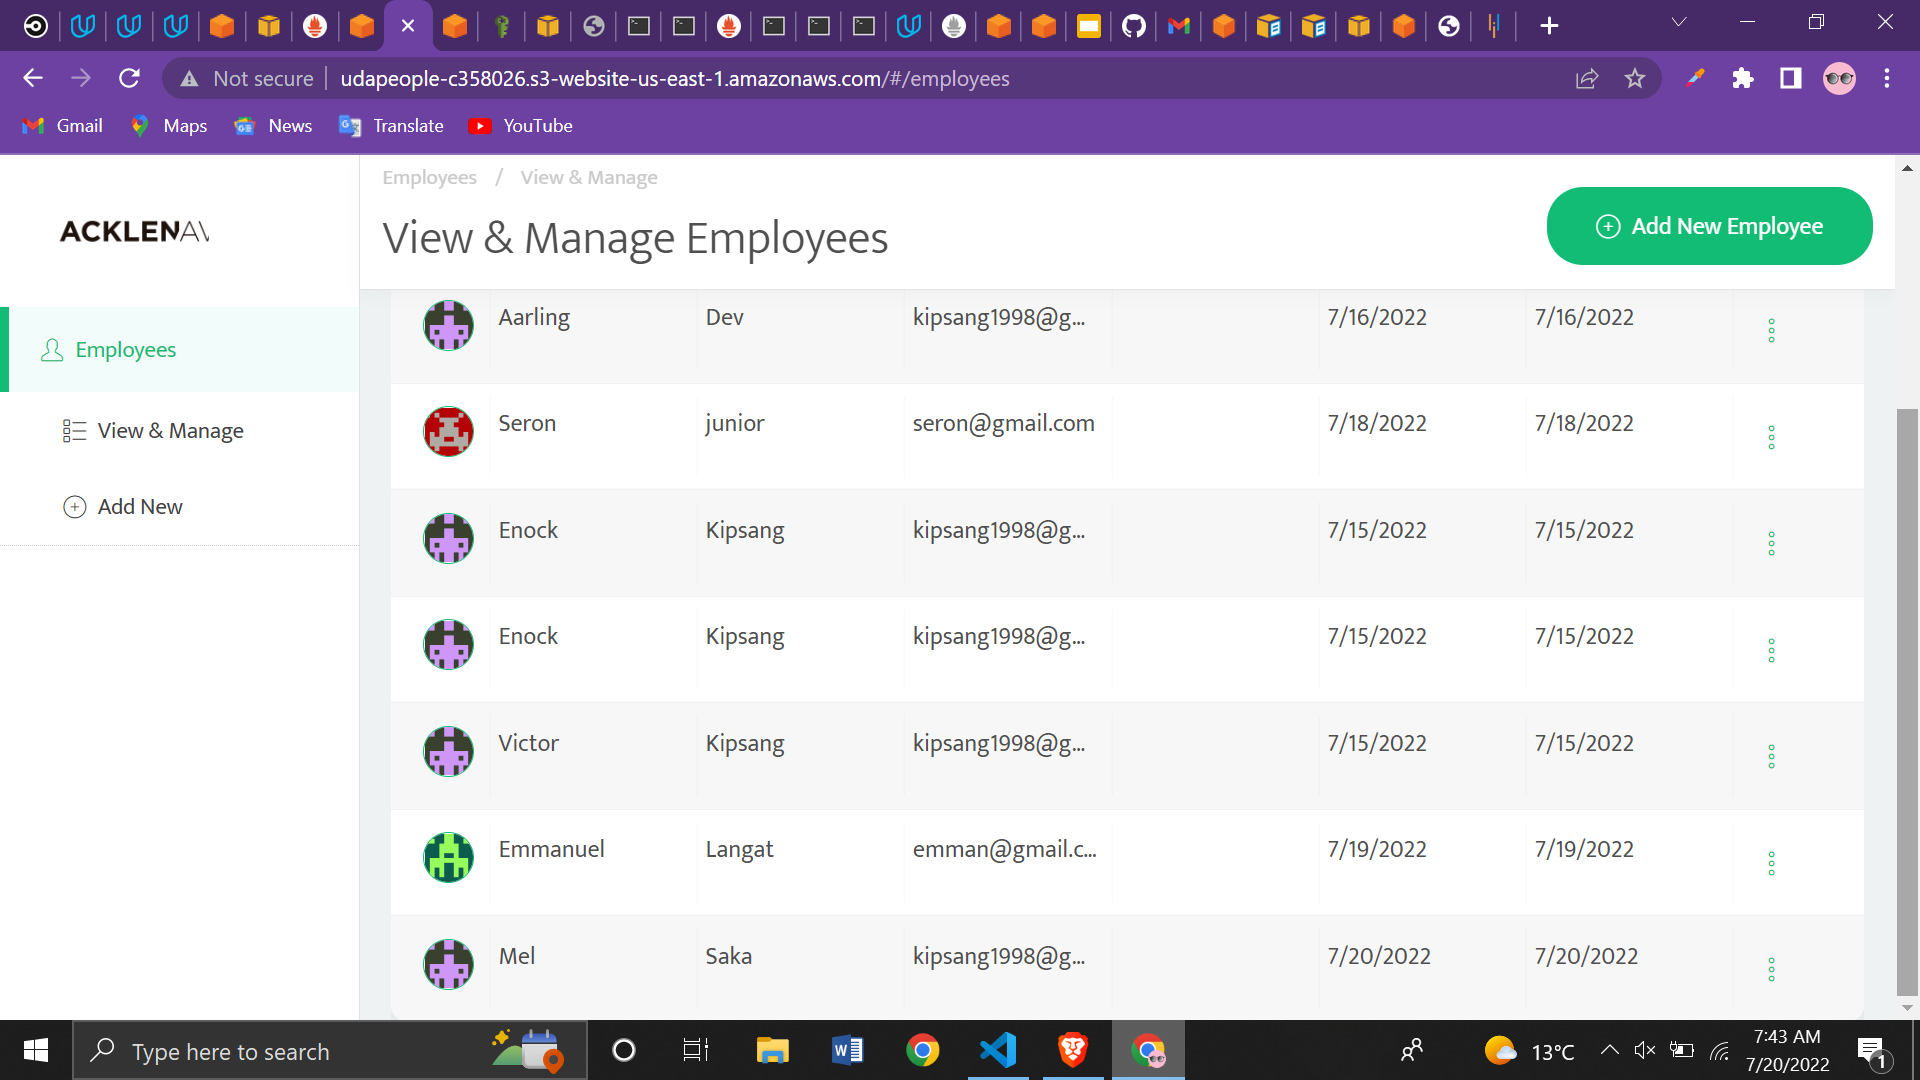 Not secure udapeople-c358026.s3-website-us-east-1.amazonaws.com/#/employees
Gmail Maps News Translate YouTube
ACKLENAV
Employees / View & Manage
View & Manage Employees
Add New Employee
Employees
View & Manage
Add New
Aarling Dev kipsang1998@g... 7/16/2022 7/16/2022
Seron junior seron@gmail.com 7/18/2022 7/18/2022
Enock Kipsang kipsang1998@g... 7/15/2022 7/15/2022
Enock Kipsang kipsang1998@g... 7/15/2022 7/15/2022
Victor Kipsang kipsang1998@g... 7/15/2022 7/15/2022
Emmanuel Langat emman@gmail.c... 7/19/2022 7/19/2022
Mel Saka kipsang1998@g... 7/20/2022 7/20/2022
Type here to search
13°C
7:43 AM
7/20/2022
1